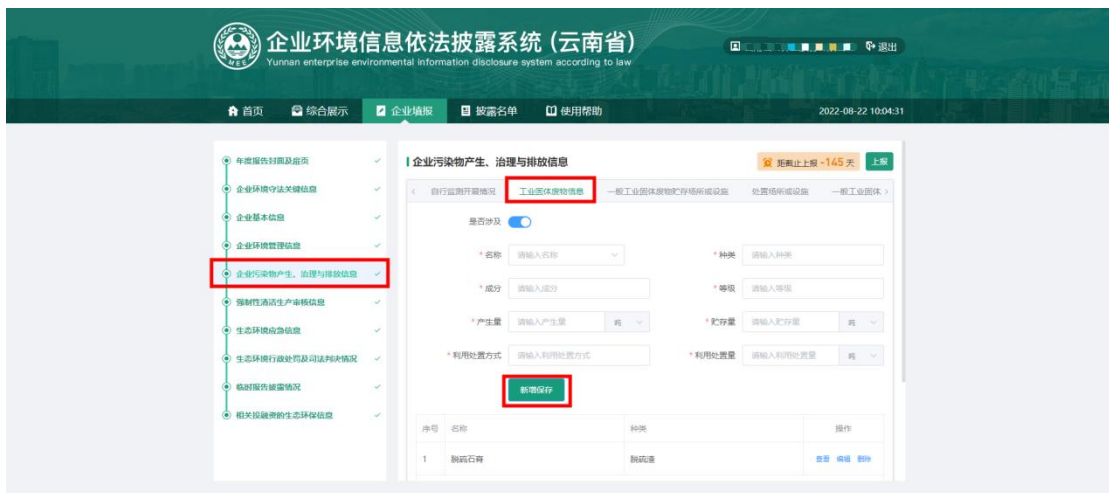 企业环境信息依法披露系统 (云南省)
Yunnan enterprise environmental information disclosure system according to law
MEE
退出
首页 综合展示 企业填报 披露名单 使用帮助 2022-08-22 10:04:31
年度报告封面及扉页
企业环境守法关键信息
企业基本信息
企业环境管理信息
企业污染物产生、治理与排放信息
强制性清洁生产审核信息
生态环境应急信息
生态环境行政处罚及司法判决情况
临时报告披露情况
相关投融资的生态环保信息
企业污染物产生、治理与排放信息 距截止上报 -145 天 上报
自行监测开展情况 工业固体废物信息 一般工业固体废物贮存场所或设施 处置场所或设施 一般工业固体
是否涉及
* 名称 请输入名称 * 种类 请输入种类
* 成分 请输入成分 * 等级 请输入等级
* 产生量 请输入产生量 吨 * 贮存量 请输入贮存量 吨
* 利用处置方式 请输入利用处置方式 * 利用处置量 请输入利用处置量 吨
新增保存
序号 名称 种类 操作
1 脱硫石膏 脱硫渣 查看 编辑 删除